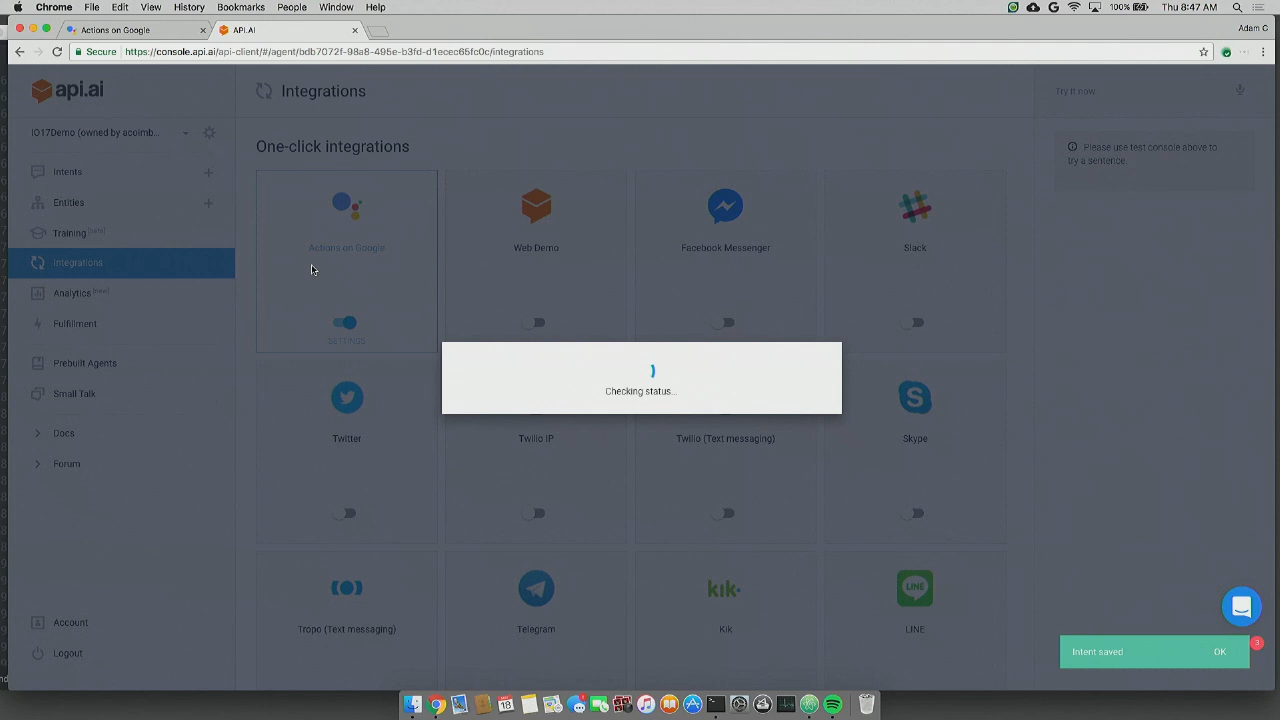 Chrome File Edit View History Bookmarks People Window Help
100% Thu 8:47 AM
Actions on Google
API.AI
Adam C
Secure https://console.api.ai/api-client/#/agent/bdb7072f-98a8-495e-b3fd-d1ecec65fc0c/integrations
api.ai
Integrations
Try it now
IO17Demo (owned by acoimb...
One-click integrations
Please use test console above to
try a sentence.
Intents
Entities
Training [beta]
Integrations
Analytics [new]
Fulfillment
Prebuilt Agents
Small Talk
Docs
Forum
Account
Logout
Actions on Google
Web Demo
Facebook Messenger
Slack
SETTINGS
Checking status...
Twitter
Twilio IP
Twilio (Text messaging)
Skype
kik
LINE
Tropo (Text messaging)
Telegram
Kik
LINE
Intent saved OK
3
18